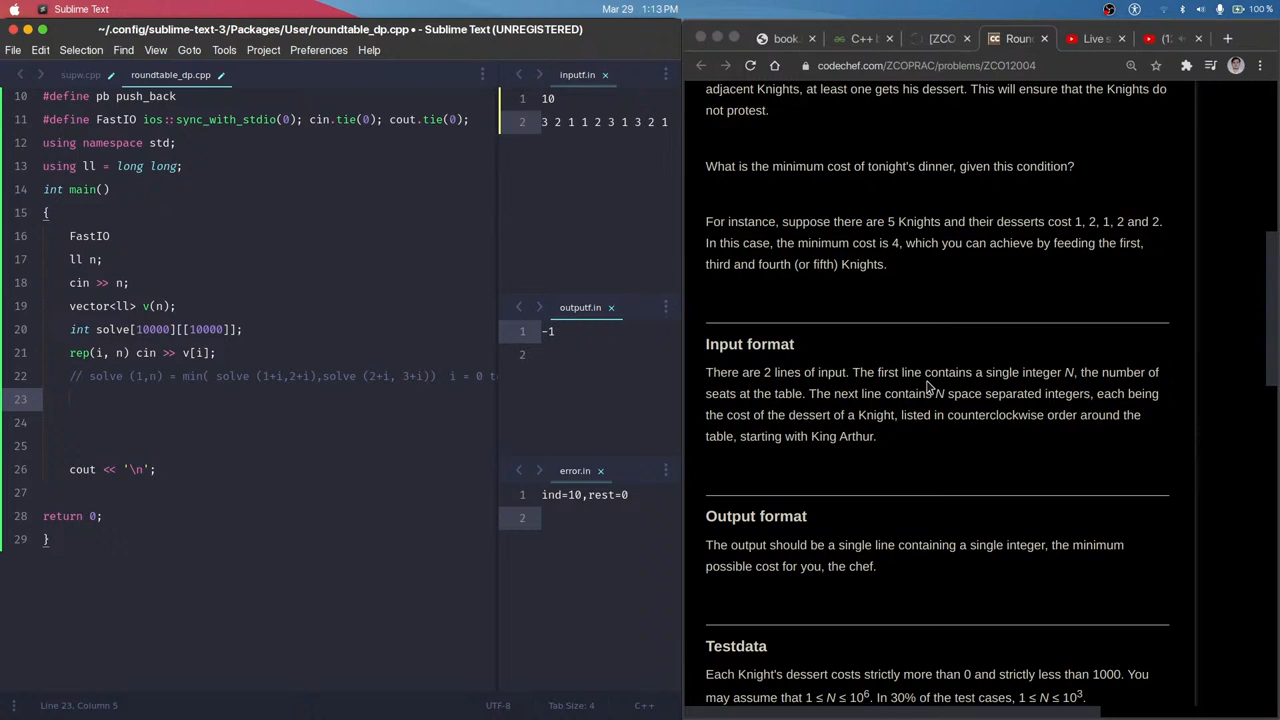 Sublime Text
Mar 29 1:13 PM
100 %
~/.config/sublime-text-3/Packages/User/roundtable_dp.cpp • - Sublime Text (UNREGISTERED)
File Edit Selection Find View Goto Tools Project Preferences Help
supw.cpp roundtable_dp.cpp
10 #define pb push_back
11 #define FastIO ios::sync_with_stdio(0); cin.tie(0); cout.tie(0);
12 using namespace std;
13 using ll = long long;
14 int main()
15 {
16 FastIO
17 ll n;
18 cin >> n;
19 vector<ll> v(n);
20 int solve[10000][[10000]];
21 rep(i, n) cin >> v[i];
22 // solve (1,n) = min( solve (1+i,2+i),solve (2+i, 3+i)) i = 0 to
23
24
25
26 cout << '\n';
27
28 return 0;
29 }
Line 23, Column 5
UTF-8
Tab Size: 4
C++
inputf.in
1 10
2 3 2 1 1 2 3 1 3 2 1
outputf.in
1 -1
2
error.in
1 ind=10,rest=0
2
book. C++ l [ZCO Roun Live s (1
codechef.com/ZCOPRAC/problems/ZCO12004
adjacent Knights, at least one gets his dessert. This will ensure that the Knights do
not protest.
What is the minimum cost of tonight's dinner, given this condition?
For instance, suppose there are 5 Knights and their desserts cost 1, 2, 1, 2 and 2.
In this case, the minimum cost is 4, which you can achieve by feeding the first,
third and fourth (or fifth) Knights.
Input format
There are 2 lines of input. The first line contains a single integer N, the number of
seats at the table. The next line contains N space separated integers, each being
the cost of the dessert of a Knight, listed in counterclockwise order around the
table, starting with King Arthur.
Output format
The output should be a single line containing a single integer, the minimum
possible cost for you, the chef.
Testdata
Each Knight's dessert costs strictly more than 0 and strictly less than 1000. You
may assume that 1 ≤ N ≤ 10⁶. In 30% of the test cases, 1 ≤ N ≤ 10³.